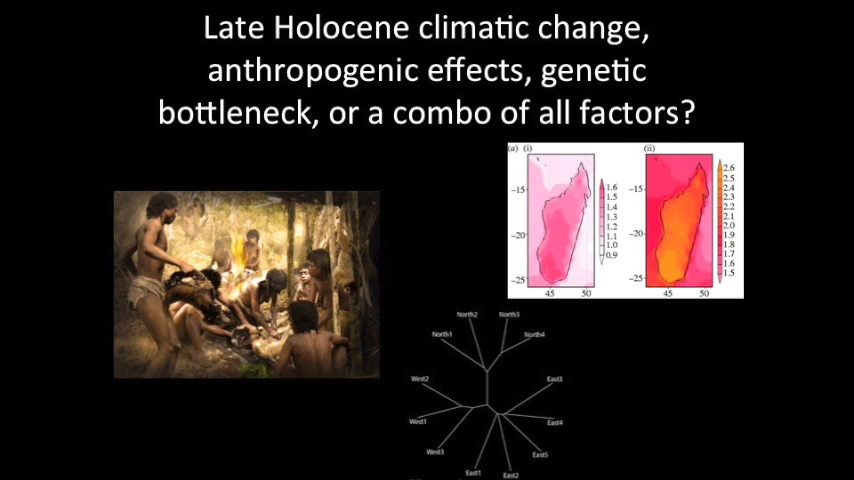 Late Holocene climatic change,
anthropogenic effects, genetic
bottleneck, or a combo of all factors?
(a) (i)
(ii)
−15
−20
−25
45 50
1.6
1.5
1.4
1.3
1.2
1.1
1.0
0.9
−15
−20
−25
45 50
2.6
2.5
2.4
2.3
2.2
2.1
2.0
1.9
1.8
1.7
1.6
1.5
North2 North3
North1 North4
West2 East3
West1 East4
West3 East5
East1 East2